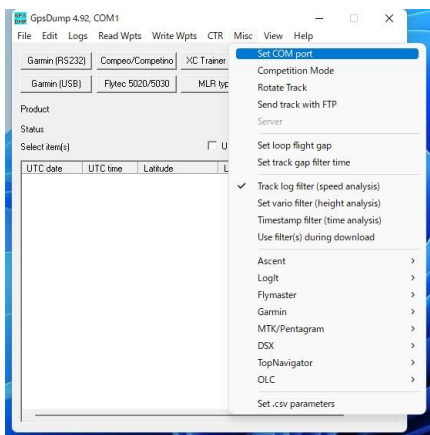 GpsDump 4.92, COM1
File Edit Logs Read Wpts Write Wpts CTR Misc View Help
Garmin (RS232) Compeo/Competino XC Trainer
Garmin (USB) Flytec 5020/5030 MLR typ
Product
Status
Select item(s) U
UTC date UTC time Latitude L
Set COM port
Competition Mode
Rotate Track
Send track with FTP
Server
Set loop flight gap
Set track gap filter time
✓ Track log filter (speed analysis)
Set vario filter (height analysis)
Timestamp filter (time analysis)
Use filter(s) during download
Ascent >
LogIt >
Flymaster >
Garmin >
MTK/Pentagram >
DSX >
TopNavigator >
OLC >
Set .csv parameters